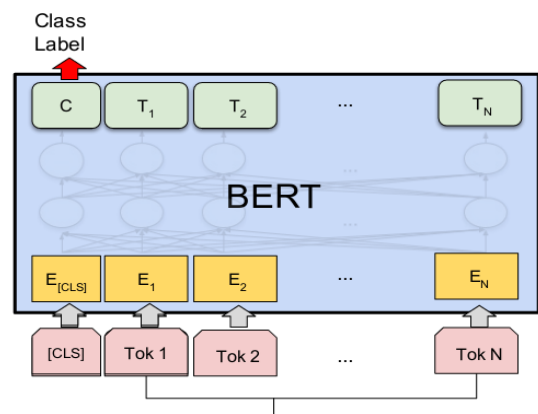 Class
Label
C T1 T2 ... TN
...
BERT
...
E[CLS] E1 E2 ... EN
[CLS] Tok 1 Tok 2 ... Tok N